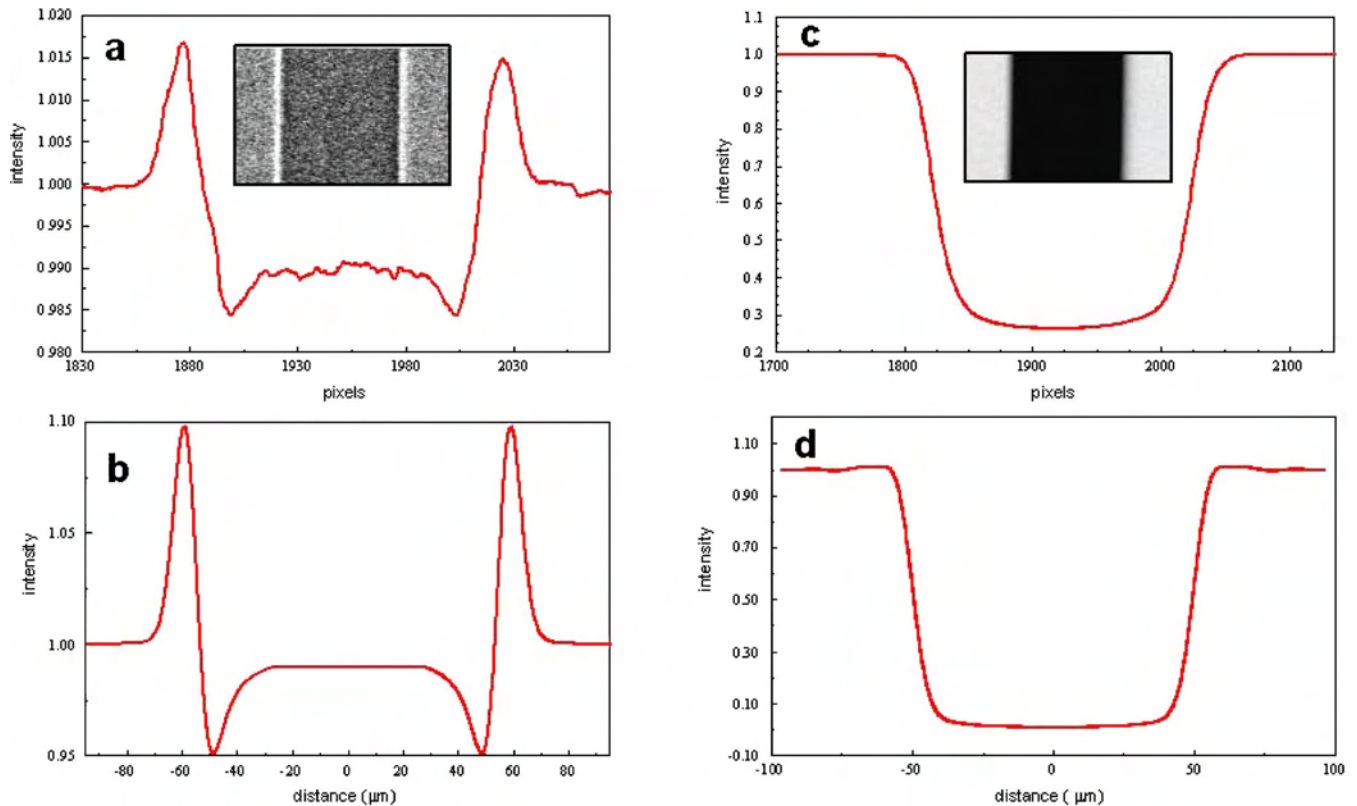 a
1.020
1.015
1.010
1.005
1.000
0.995
0.990
0.985
0.980
intensity
1830 1880 1930 1980 2030
pixels
c
1.1
1.0
0.9
0.8
0.7
0.6
0.5
0.4
0.3
0.2
intensity
1700 1800 1900 2000 2100
pixels
b
1.10
1.05
1.00
0.95
intensity
-80 -60 -40 -20 0 20 40 60 80
distance (μm)
d
1.10
0.90
0.70
0.50
0.30
0.10
-0.10
intensity
-100 -50 0 50 100
distance ( μm)